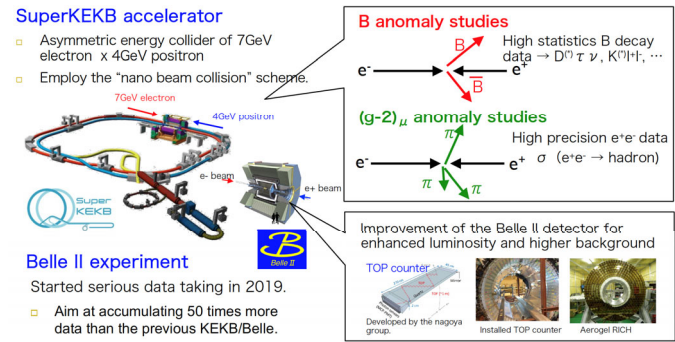 SuperKEKB accelerator
Asymmetric energy collider of 7GeV
electron x 4GeV positron
Employ the “nano beam collision” scheme.
7GeV electron
4GeV positron
e- beam
e+ beam
Super
KEKB
Belle II
Belle II experiment
Started serious data taking in 2019.
Aim at accumulating 50 times more
data than the previous KEKB/Belle.
B anomaly studies
B
High statistics B decay
data → D(*) τ ν, K(*)l+l-, …
e-
e+
B̅
(g-2)μ anomaly studies
π
High precision e+e- data
σ (e+e- → hadron)
e-
e+
π
π
Improvement of the Belle II detector for
enhanced luminosity and higher background
TOP counter
Developed by the nagoya
group.
Installed TOP counter
Aerogel RICH